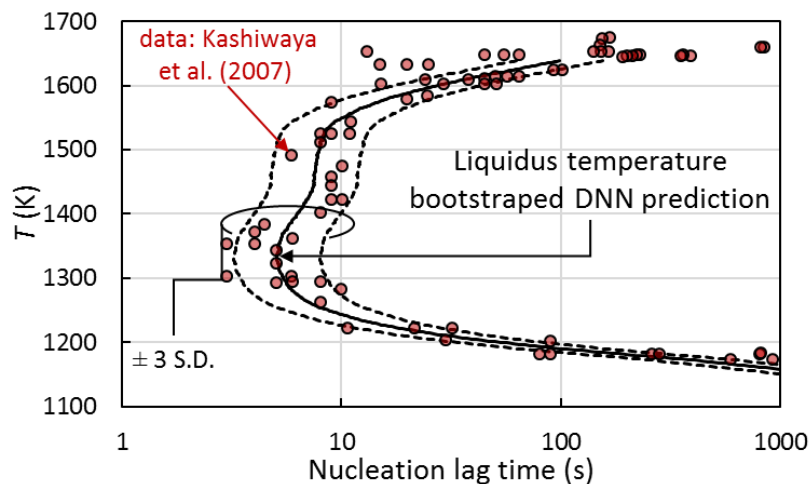 1700
data: Kashiwaya
et al. (2007)
1600
1500
Liquidus temperature
bootstraped DNN prediction
T (K)
1400
1300
1200
± 3 S.D.
1100
1
10
100
1000
Nucleation lag time (s)